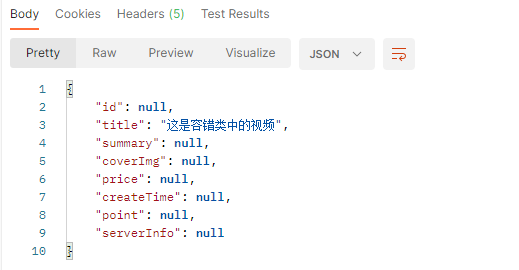 Body Cookies Headers (5) Test Results
Pretty Raw Preview Visualize JSON
1 {
2 "id": null,
3 "title": "这是容错类中的视频",
4 "summary": null,
5 "coverImg": null,
6 "price": null,
7 "createTime": null,
8 "point": null,
9 "serverInfo": null
10 }